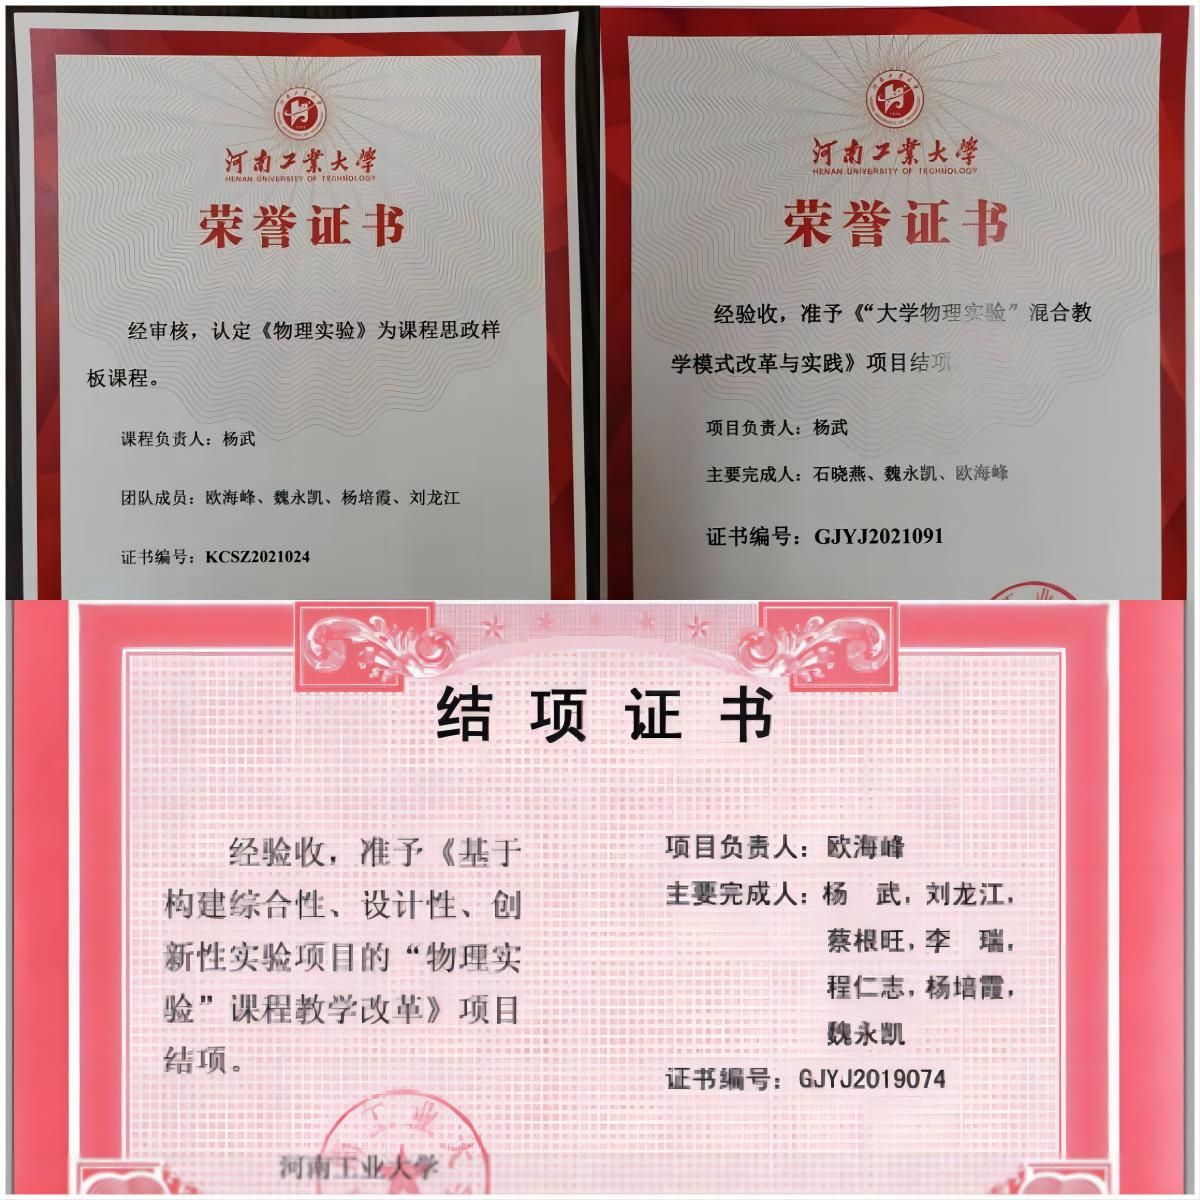 河南工業大學
HENAN UNIVERSITY OF TECHNOLOGY
荣誉证书
经审核，认定《物理实验》为课程思政样
板课程。
课程负责人：杨武
团队成员：欧海峰、魏永凯、杨培霞、刘龙江
证书编号：KCSZ2021024
河南工業大學
HENAN UNIVERSITY OF TECHNOLOGY
荣誉证书
经验收，准予《“大学物理实验”混合教
学模式改革与实践》项目结项
项目负责人：杨武
主要完成人：石晓燕、魏永凯、欧海峰
证书编号：GJYJ2021091
结项证书
经验收，准予《基于
构建综合性、设计性、创
新性实验项目的“物理实
验”课程教学改革》项目
结项。
河南工业大学
项目负责人：欧海峰
主要完成人：杨 武，刘龙江，
蔡根旺，李 瑞，
程仁志，杨培霞，
魏永凯
证书编号：GJYJ2019074